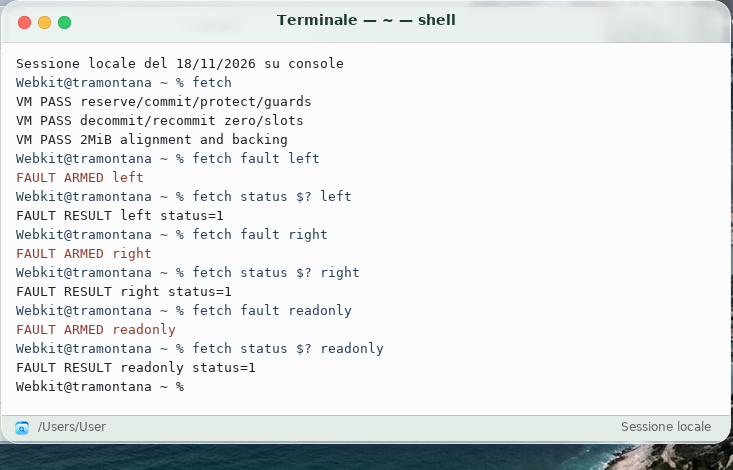 Terminale — ~ — shell
Sessione locale del 18/11/2026 su console
Webkit@tramontana ~ % fetch
VM PASS reserve/commit/protect/guards
VM PASS decommit/recommit zero/slots
VM PASS 2MiB alignment and backing
Webkit@tramontana ~ % fetch fault left
FAULT ARMED left
Webkit@tramontana ~ % fetch status $? left
FAULT RESULT left status=1
Webkit@tramontana ~ % fetch fault right
FAULT ARMED right
Webkit@tramontana ~ % fetch status $? right
FAULT RESULT right status=1
Webkit@tramontana ~ % fetch fault readonly
FAULT ARMED readonly
Webkit@tramontana ~ % fetch status $? readonly
FAULT RESULT readonly status=1
Webkit@tramontana ~ %
/Users/User Sessione locale